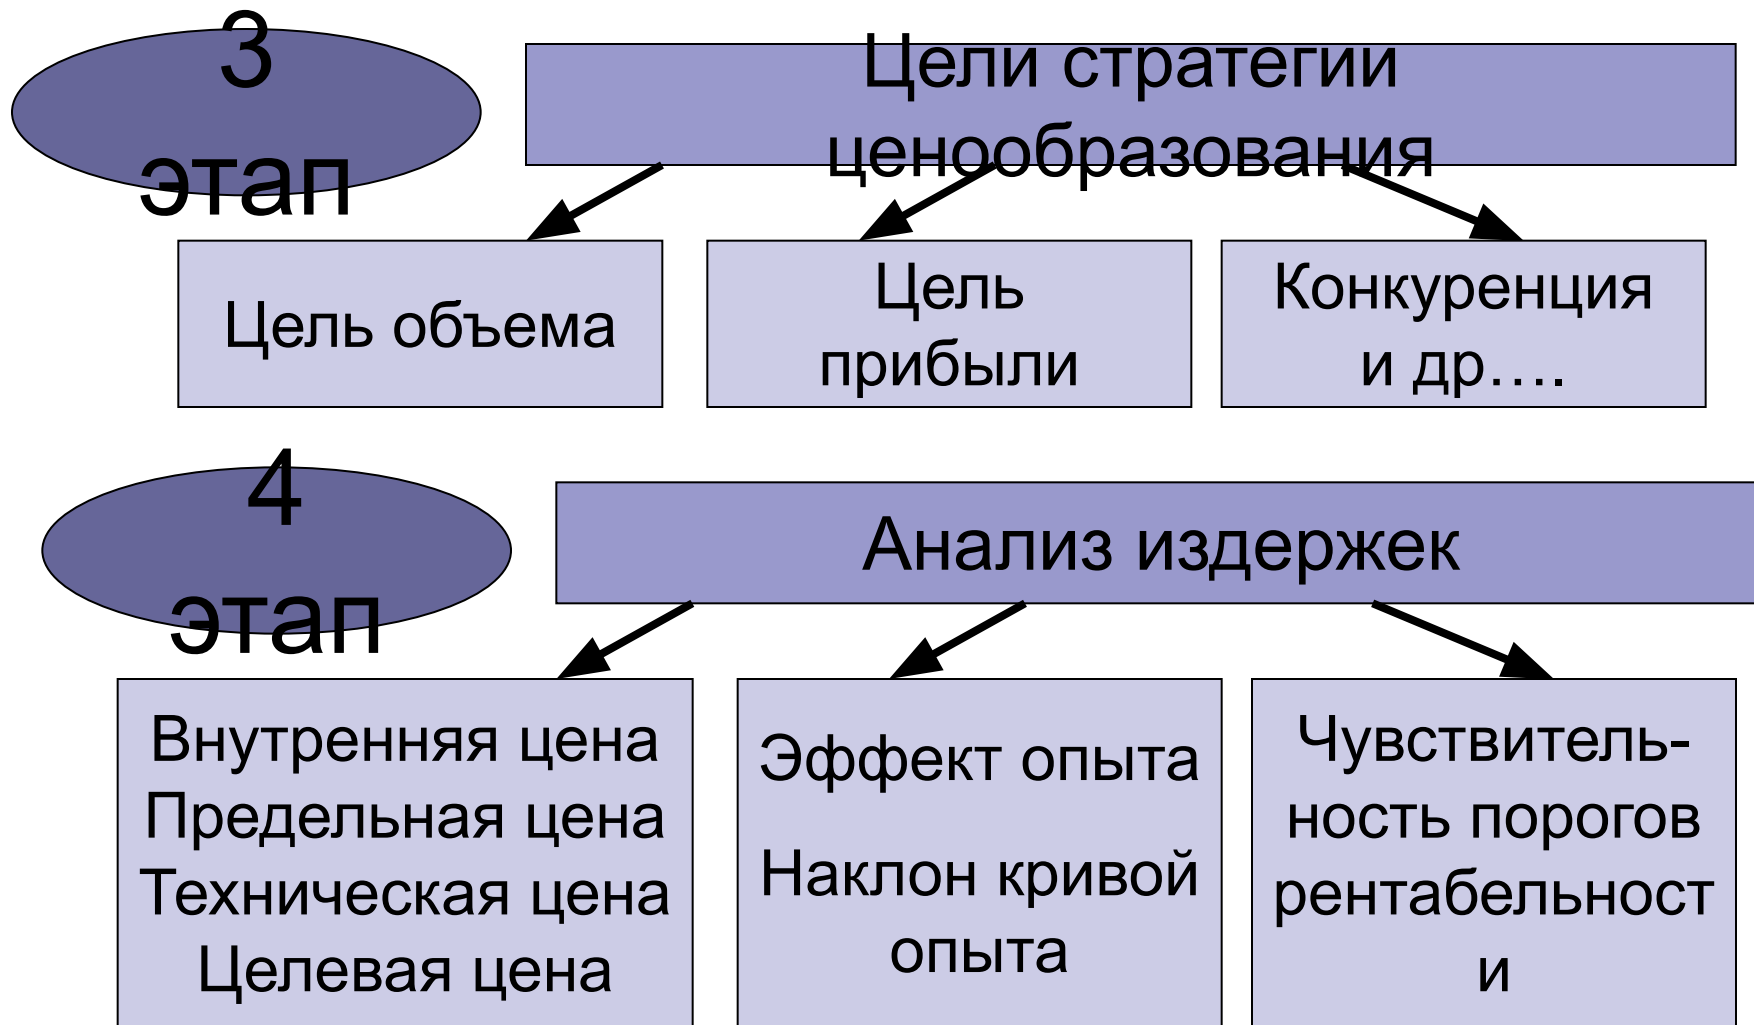 3
этап
Цели стратегии
ценообразования
Цель объема
Цель
прибыли
Конкуренция
и др….
4
этап
Анализ издержек
Внутренняя цена
Предельная цена
Техническая цена
Целевая цена
Эффект опыта
Наклон кривой
опыта
Чувствитель-
ность порогов
рентабельност
и